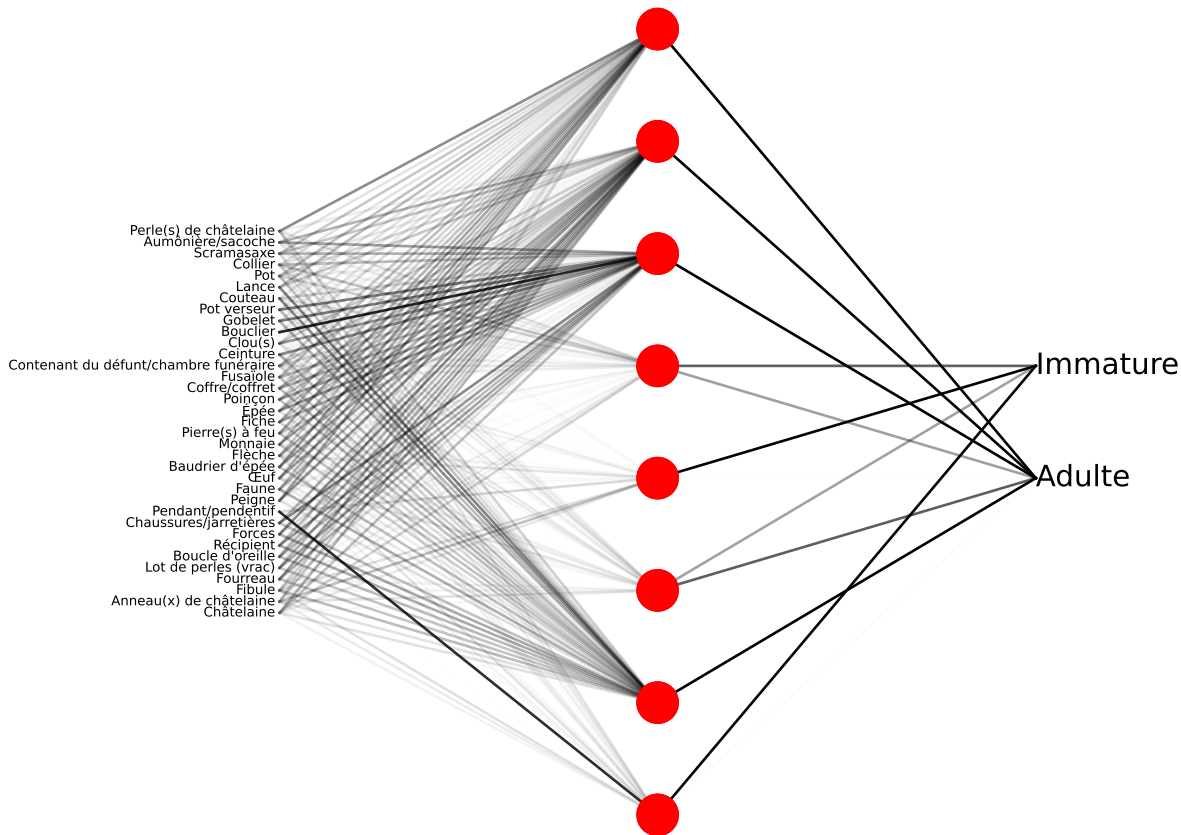 Perle(s) de châtelaine
Aumônière/sacoche
Scramasaxe
Collier
Pot
Lance
Couteau
Pot verseur
Gobelet
Bouclier
Clou(s)
Ceinture
Contenant du défunt/chambre funéraire
Fusaïole
Coffre/coffret
Poinçon
Épée
Fiche
Pierre(s) à feu
Monnaie
Flèche
Baudrier d'épée
Œuf
Faune
Peigne
Pendant/pendentif
Chaussures/jarretières
Forces
Récipient
Boucle d'oreille
Lot de perles (vrac)
Fourreau
Fibule
Anneau(x) de châtelaine
Châtelaine
Immature
Adulte